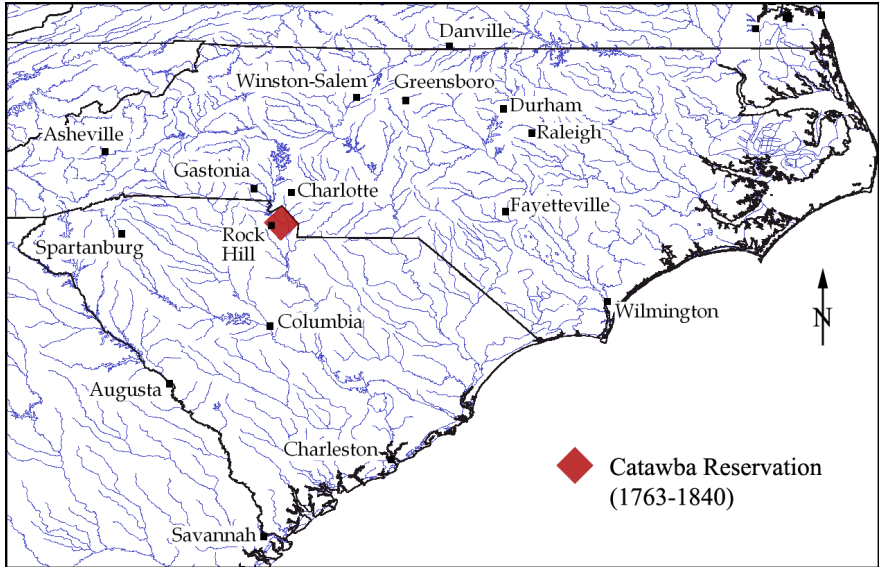 Danville
Winston-Salem
Greensboro
Durham
Raleigh
Asheville
Gastonia
Charlotte
Fayetteville
Spartanburg
Rock
Hill
Wilmington
N
Columbia
Augusta
Charleston
Catawba Reservation
(1763-1840)
Savannah